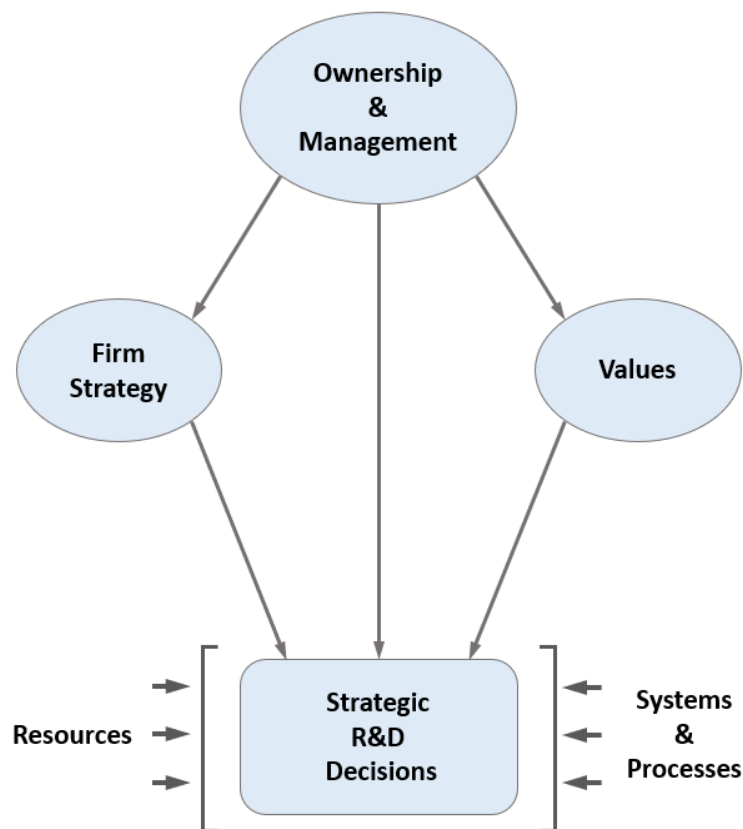 Ownership
&
Management
Firm
Strategy
Values
Strategic
R&D
Decisions
Resources
Systems
&
Processes